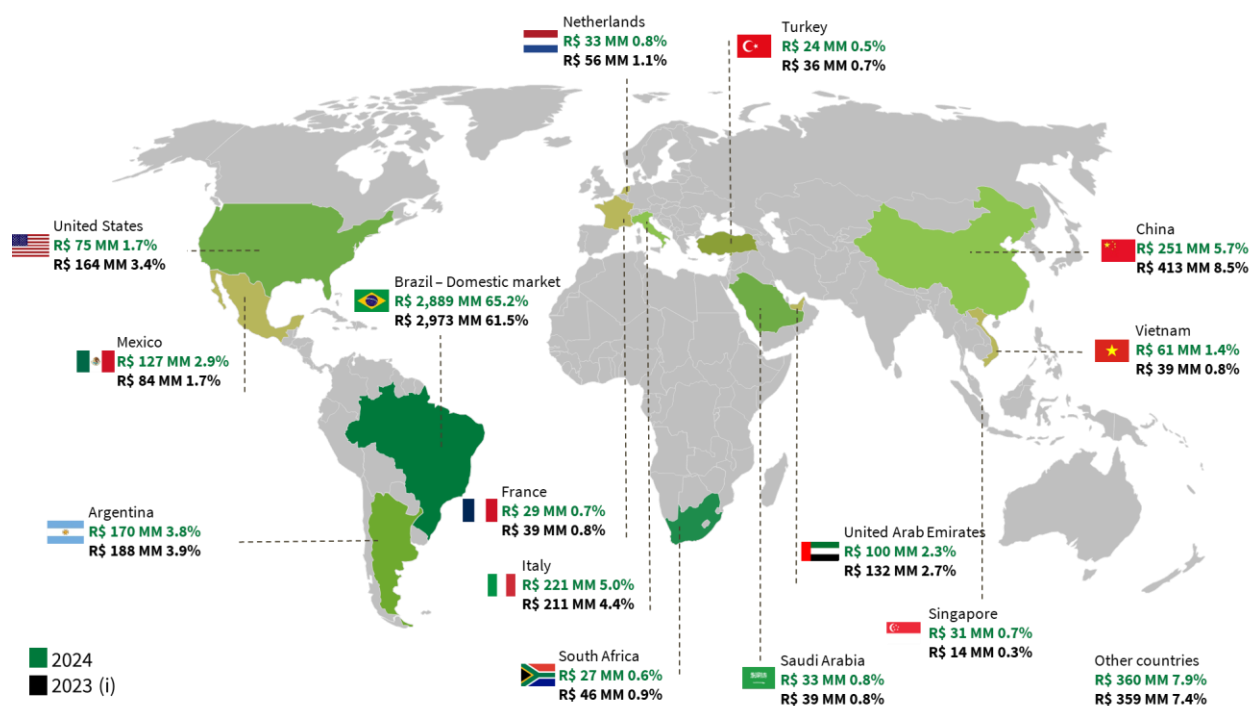 Netherlands
R$ 33 MM 0.8%
R$ 56 MM 1.1%
Turkey
R$ 24 MM 0.5%
R$ 36 MM 0.7%
United States
R$ 75 MM 1.7%
R$ 164 MM 3.4%
China
R$ 251 MM 5.7%
R$ 413 MM 8.5%
Brazil – Domestic market
R$ 2,889 MM 65.2%
R$ 2,973 MM 61.5%
Mexico
R$ 127 MM 2.9%
R$ 84 MM 1.7%
Vietnam
R$ 61 MM 1.4%
R$ 39 MM 0.8%
Argentina
R$ 170 MM 3.8%
R$ 188 MM 3.9%
France
R$ 29 MM 0.7%
R$ 39 MM 0.8%
United Arab Emirates
R$ 100 MM 2.3%
R$ 132 MM 2.7%
Italy
R$ 221 MM 5.0%
R$ 211 MM 4.4%
Singapore
R$ 31 MM 0.7%
R$ 14 MM 0.3%
South Africa
R$ 27 MM 0.6%
R$ 46 MM 0.9%
Saudi Arabia
R$ 33 MM 0.8%
R$ 39 MM 0.8%
Other countries
R$ 360 MM 7.9%
R$ 359 MM 7.4%
2024
2023 (i)